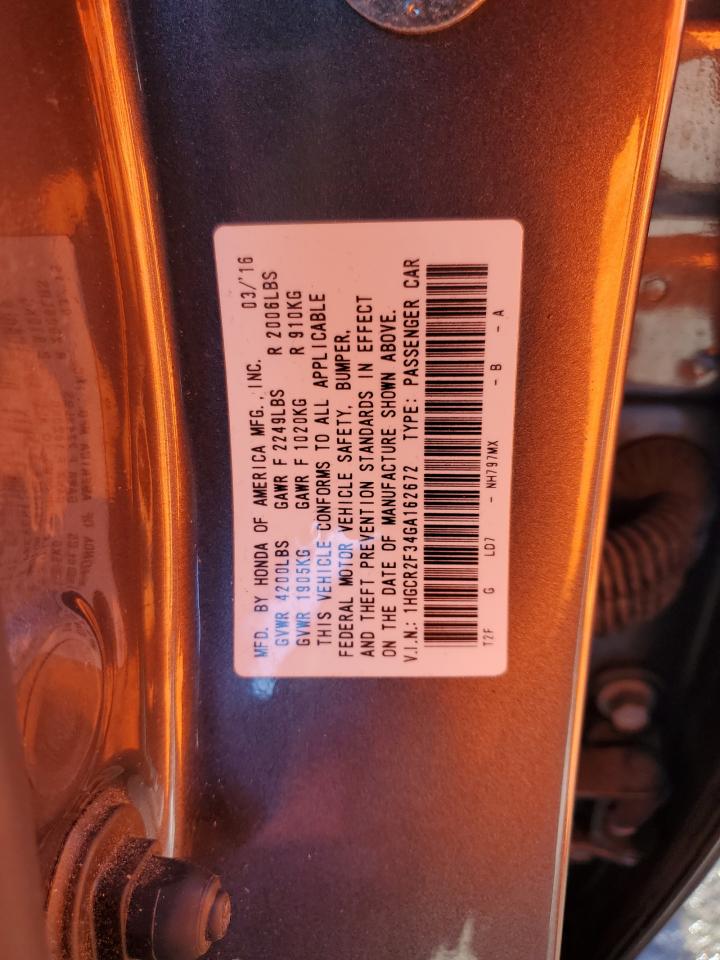 MFD. BY HONDA OF AMERICA MFG.,INC. 03/'16
GVWR 4200LBS GAWR F 2249LBS R 2006LBS
GVWR 1905KG GAWR F 1020KG R 910KG
THIS VEHICLE CONFORMS TO ALL APPLICABLE
FEDERAL MOTOR VEHICLE SAFETY, BUMPER,
AND THEFT PREVENTION STANDARDS IN EFFECT
ON THE DATE OF MANUFACTURE SHOWN ABOVE.
V.I.N.: 1HGCR2F34GA162672 TYPE: PASSENGER CAR
T2F G LD7 - NH797MX - B - A